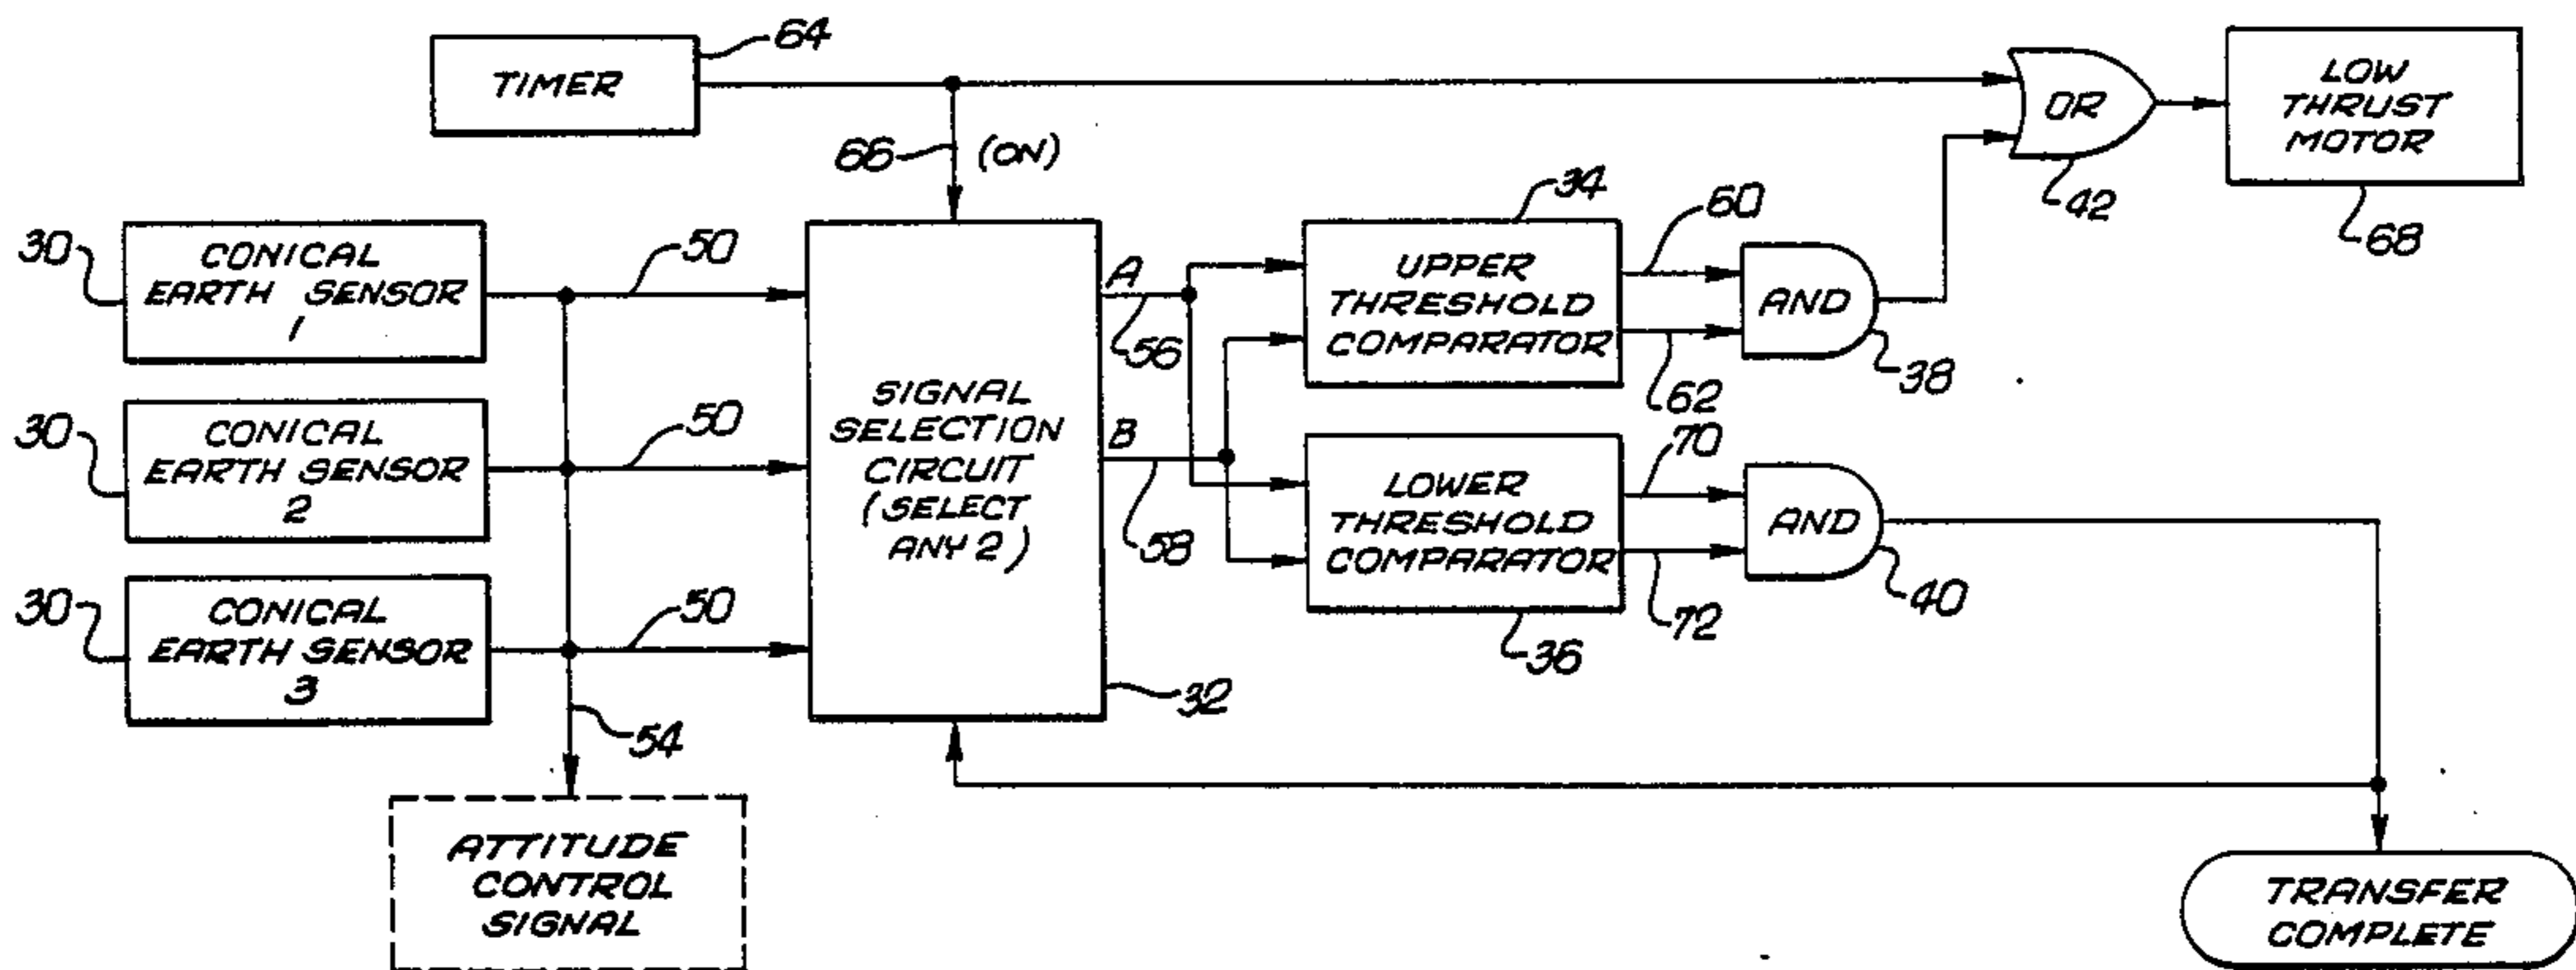 64
TIMER
66
(ON)
OR
42
LOW
THRUST
MOTOR
68
30
CONICAL
EARTH SENSOR
1
50
30
CONICAL
EARTH SENSOR
2
50
30
CONICAL
EARTH SENSOR
3
50
54
ATTITUDE
CONTROL
SIGNAL
SIGNAL
SELECTION
CIRCUIT
(SELECT
ANY 2)
32
A
56
B
58
34
UPPER
THRESHOLD
COMPARATOR
60
62
AND
38
LOWER
THRESHOLD
COMPARATOR
36
70
72
AND
40
TRANSFER
COMPLETE